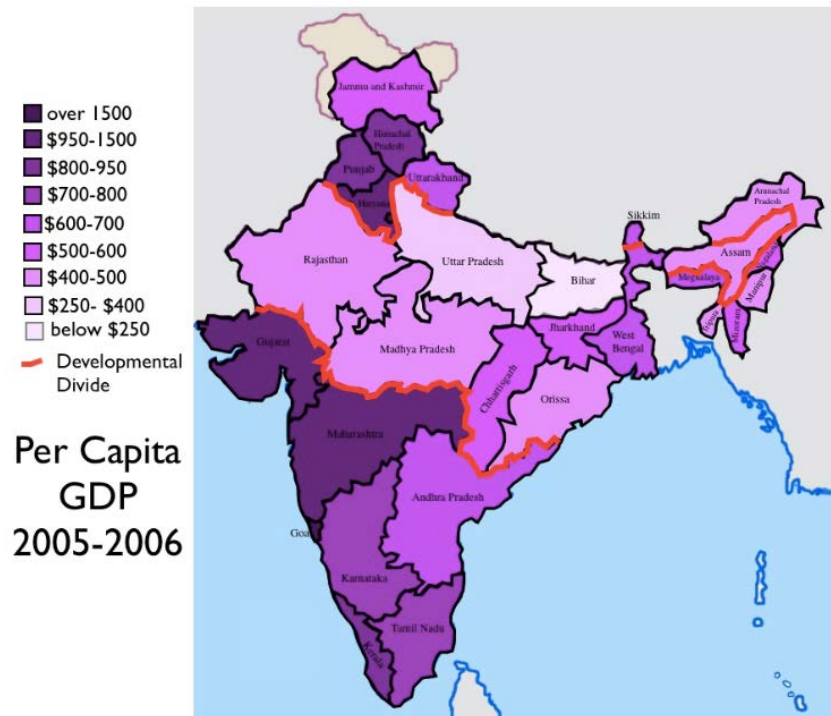 over 1500
$950-1500
$800-950
$700-800
$600-700
$500-600
$400-500
$250- $400
below $250
Developmental
Divide
Per Capita
GDP
2005-2006
Jammu and Kashmir
Himachal
Pradesh
Punjab
Uttarakhand
Haryana
Rajasthan
Uttar Pradesh
Bihar
Sikkim
Arunachal
Pradesh
Assam
Nagaland
Megsalaya
Manipur
Tripura
Mizoram
Gujarat
Madhya Pradesh
Jharkhand
West
Bengal
Chhattisgarh
Orissa
Maharashtra
Andhra Pradesh
Goa
Karnataka
Tamil Nadu
Kerala